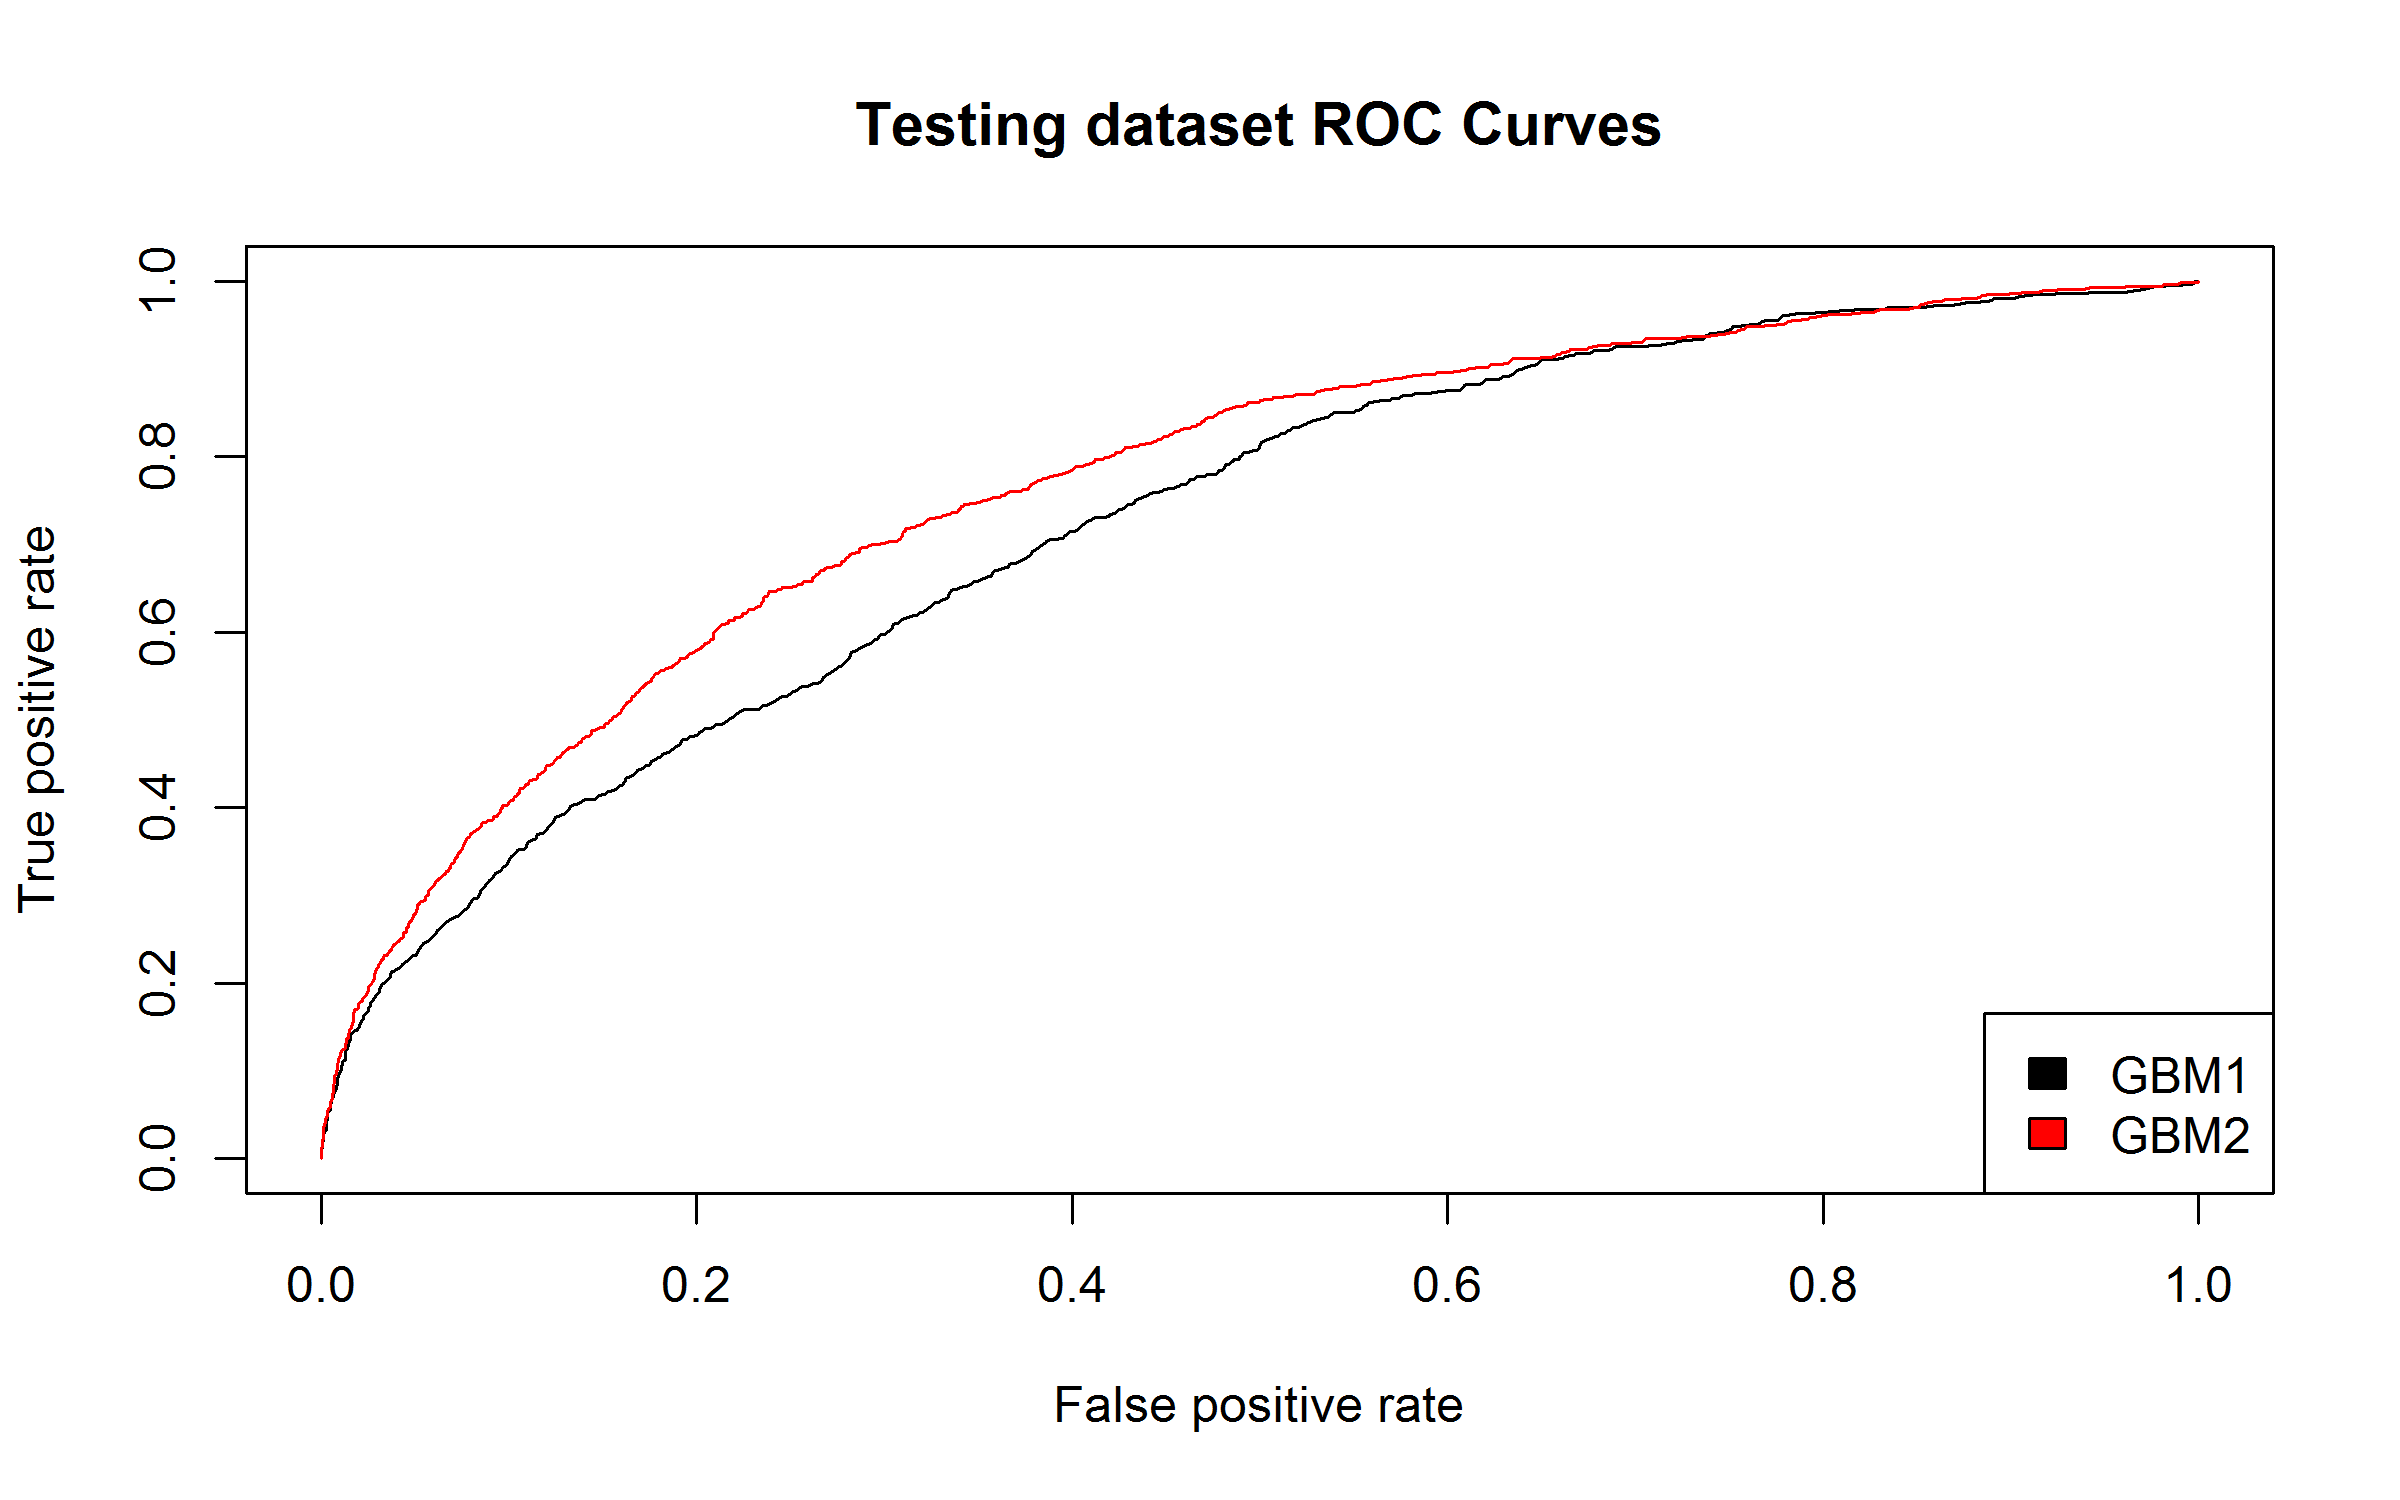 Testing dataset ROC Curves
True positive rate
1.0
0.8
0.6
0.4
0.2
0.0
GBM1
GBM2
0.0 0.2 0.4 0.6 0.8 1.0
False positive rate